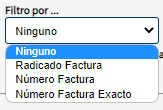 Filtro por ...
Ninguno
Ninguno
Radicado Factura
Número Factura
Número Factura Exacto